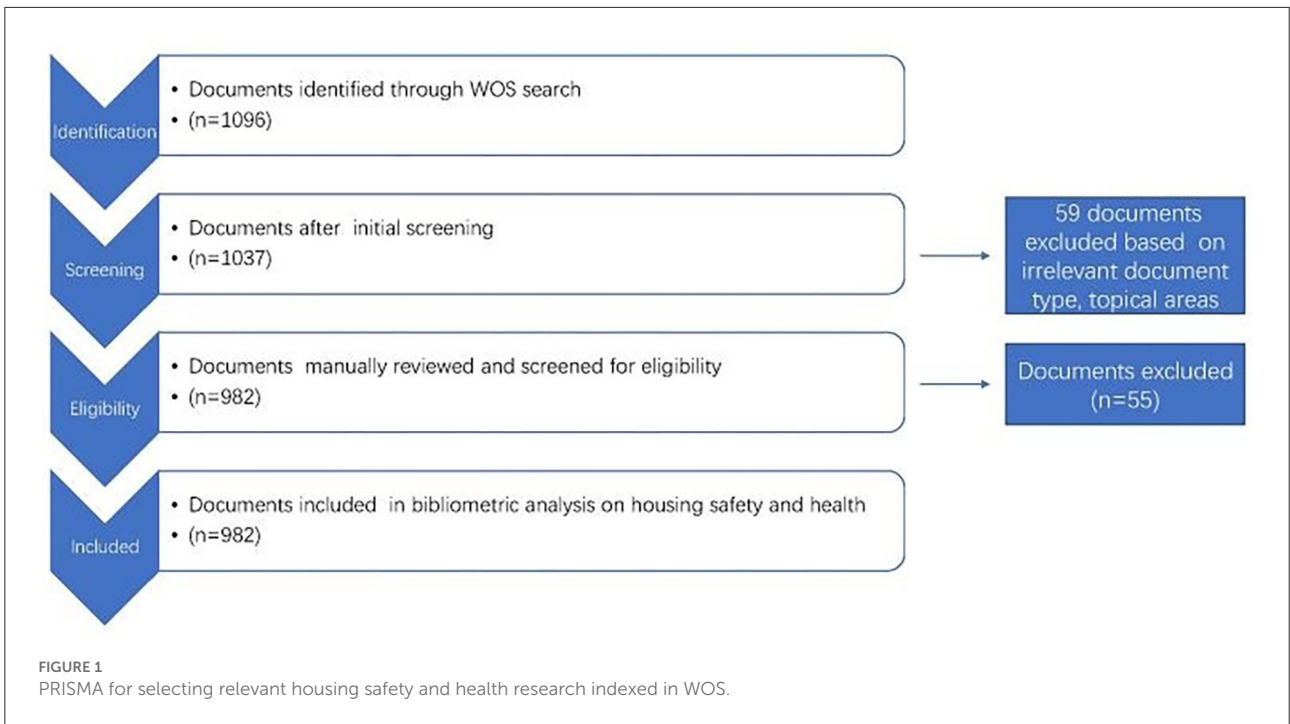 Identification
• Documents identified through WOS search
• (n=1096)
Screening
• Documents after initial screening
• (n=1037)
59 documents
excluded based on
irrelevant document
type, topical areas
Eligibility
• Documents manually reviewed and screened for eligibility
• (n=982)
Documents excluded
(n=55)
Included
• Documents included in bibliometric analysis on housing safety and health
• (n=982)
FIGURE 1
PRISMA for selecting relevant housing safety and health research indexed in WOS.